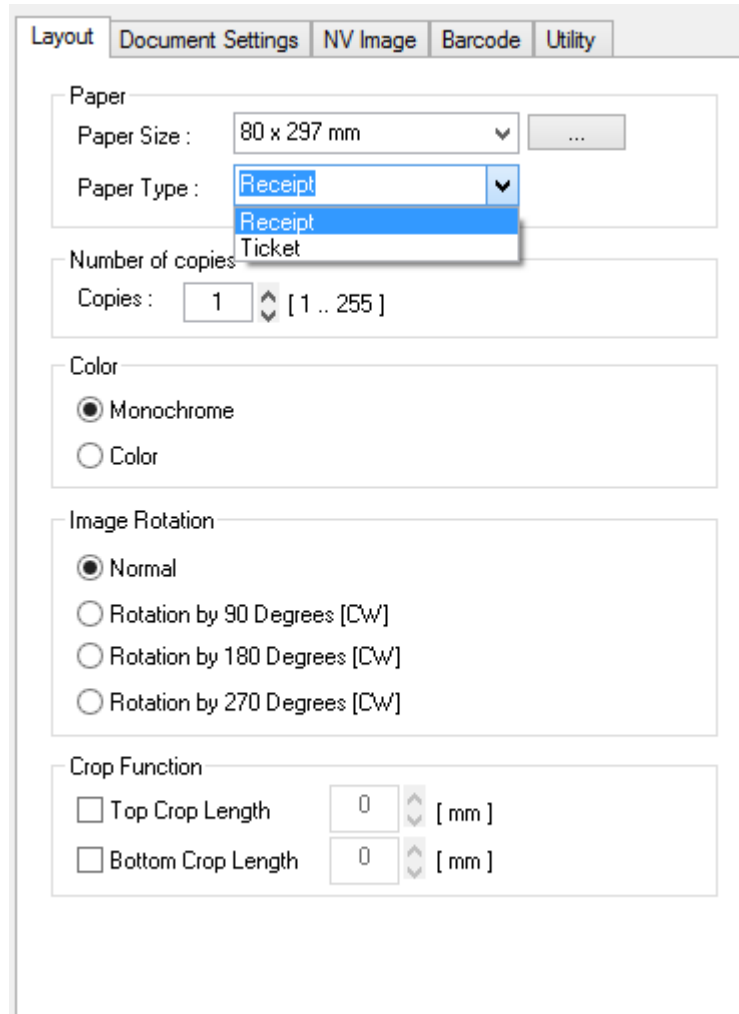 Layout Document Settings NV Image Barcode Utility
Paper
Paper Size : 80 x 297 mm ...
Paper Type : Receipt
Receipt
Ticket
Number of copies
Copies : 1 [ 1 .. 255 ]
Color
Monochrome
Color
Image Rotation
Normal
Rotation by 90 Degrees [CW]
Rotation by 180 Degrees [CW]
Rotation by 270 Degrees [CW]
Crop Function
Top Crop Length 0 [ mm ]
Bottom Crop Length 0 [ mm ]